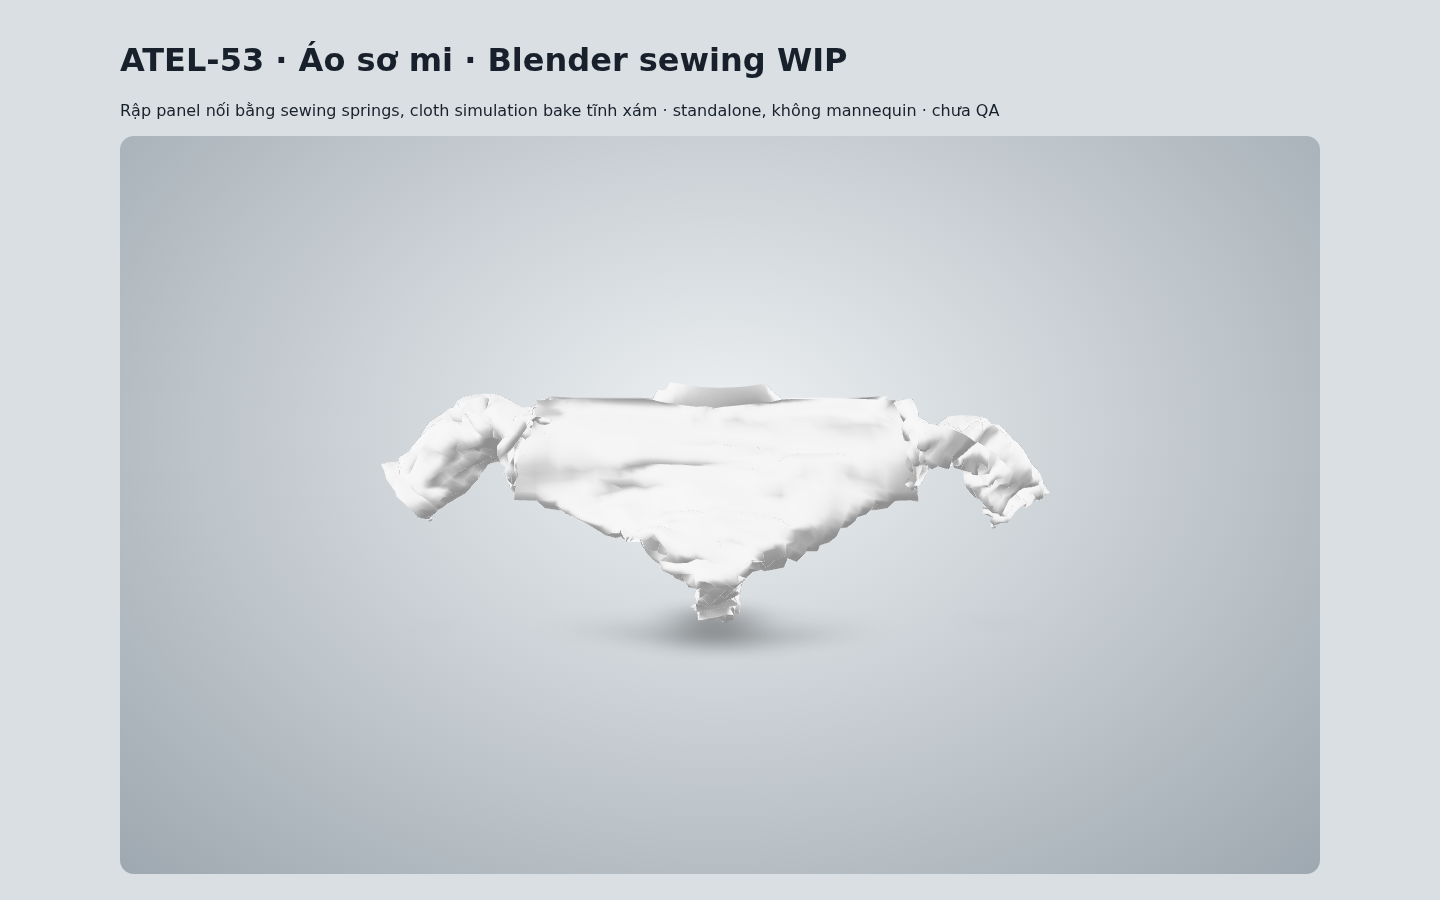 ATEL-53 · Áo sơ mi · Blender sewing WIP
Rập panel nối bằng sewing springs, cloth simulation bake tĩnh xám · standalone, không mannequin · chưa QA